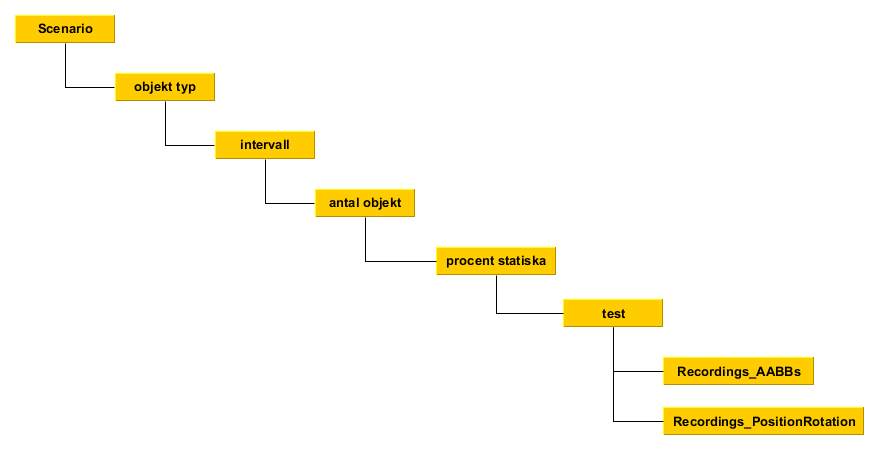 Scenario
objekt typ
intervall
antal objekt
procent statiska
test
Recordings_AABBs
Recordings_PositionRotation